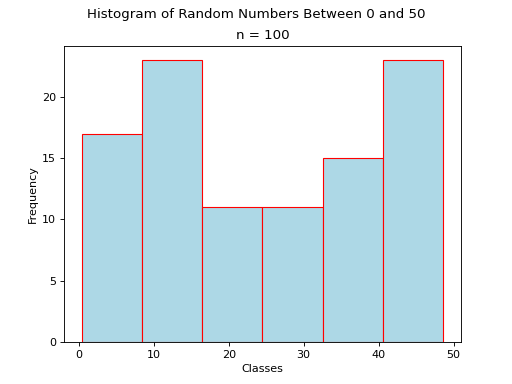 Histogram of Random Numbers Between 0 and 50
n = 100
20
15
10
5
0
Frequency
0 10 20 30 40 50
Classes